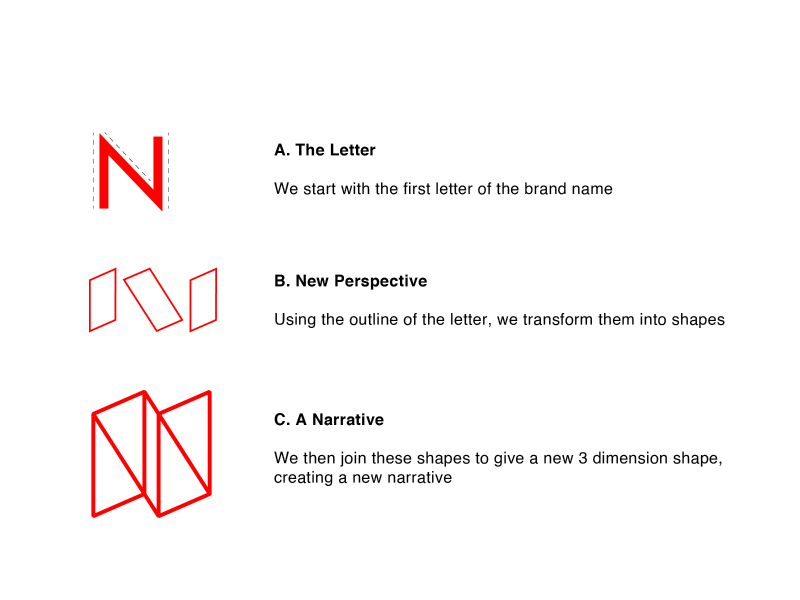 N
A. The Letter
We start with the first letter of the brand name
B. New Perspective
Using the outline of the letter, we transform them into shapes
C. A Narrative
We then join these shapes to give a new 3 dimension shape,
creating a new narrative